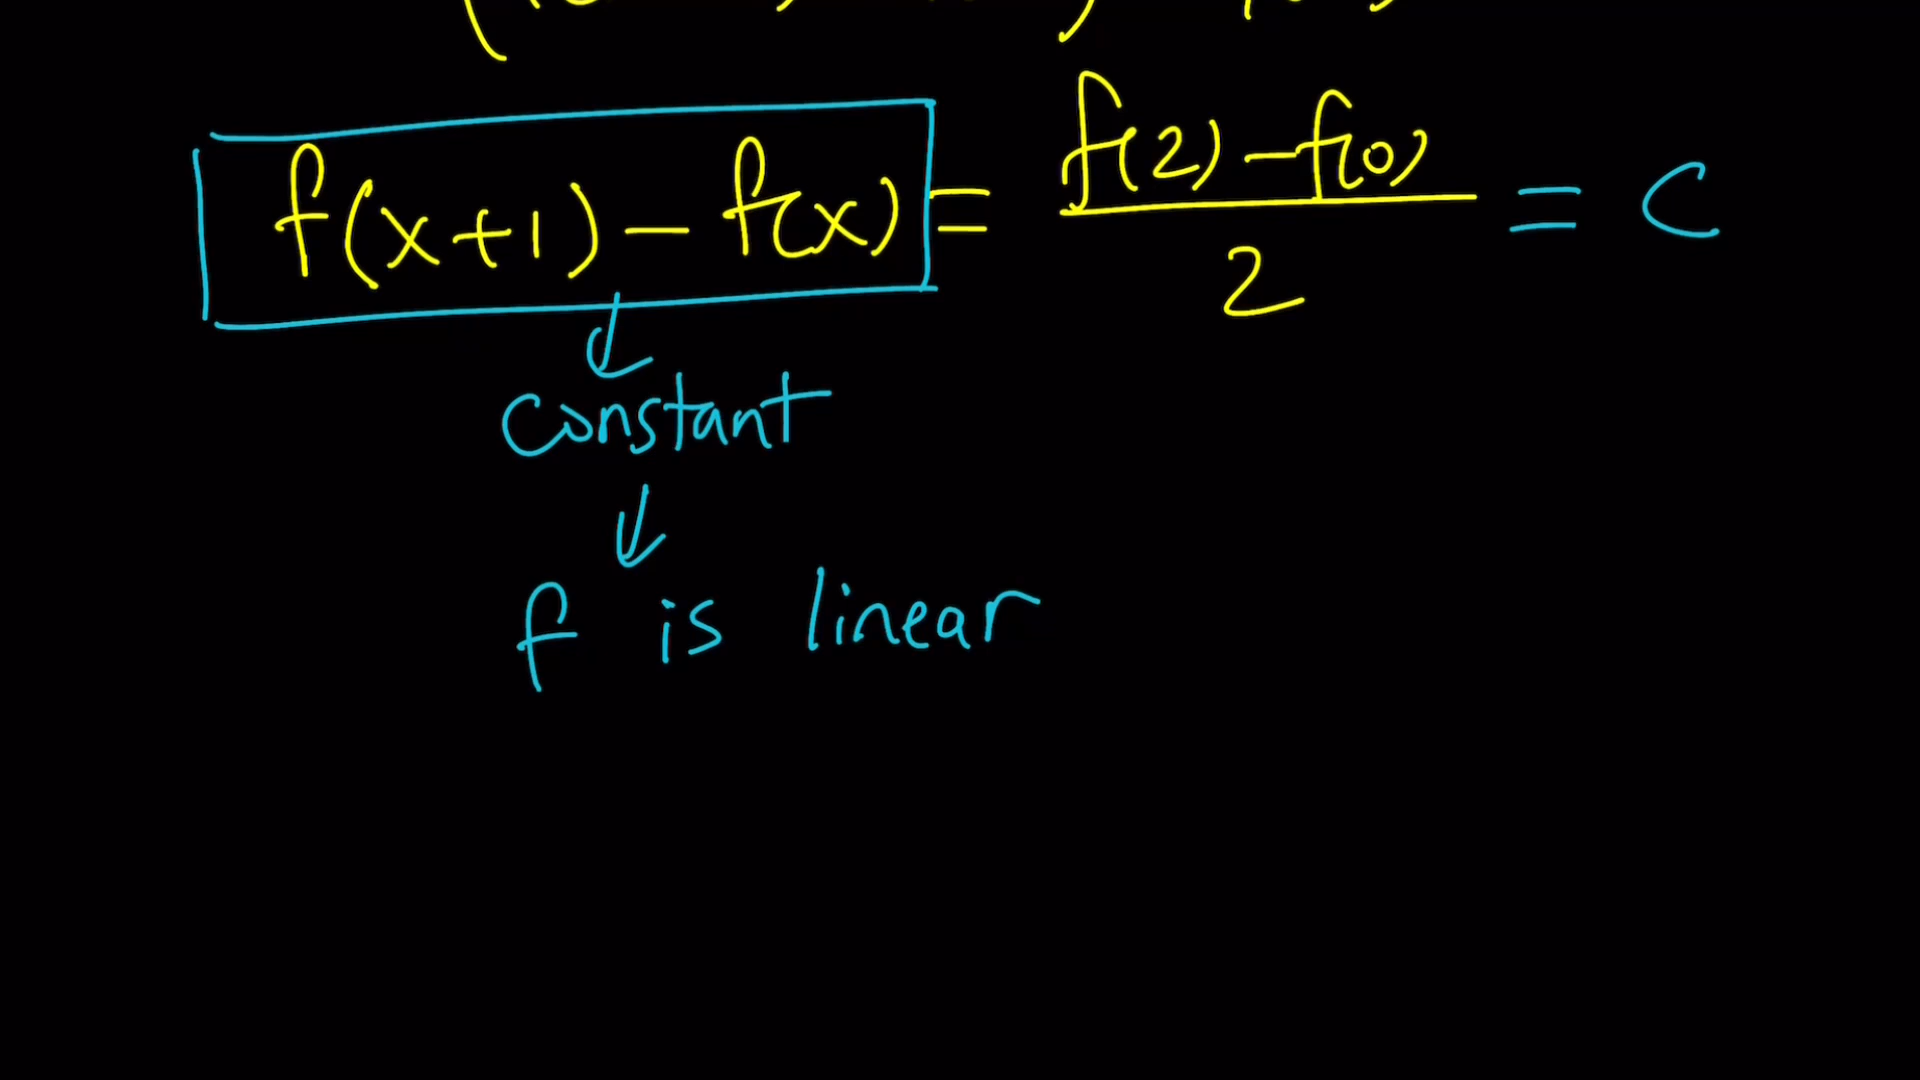 f(x+1) - f(x) = f(2) - f(0) / 2 = C
constant
f is linear